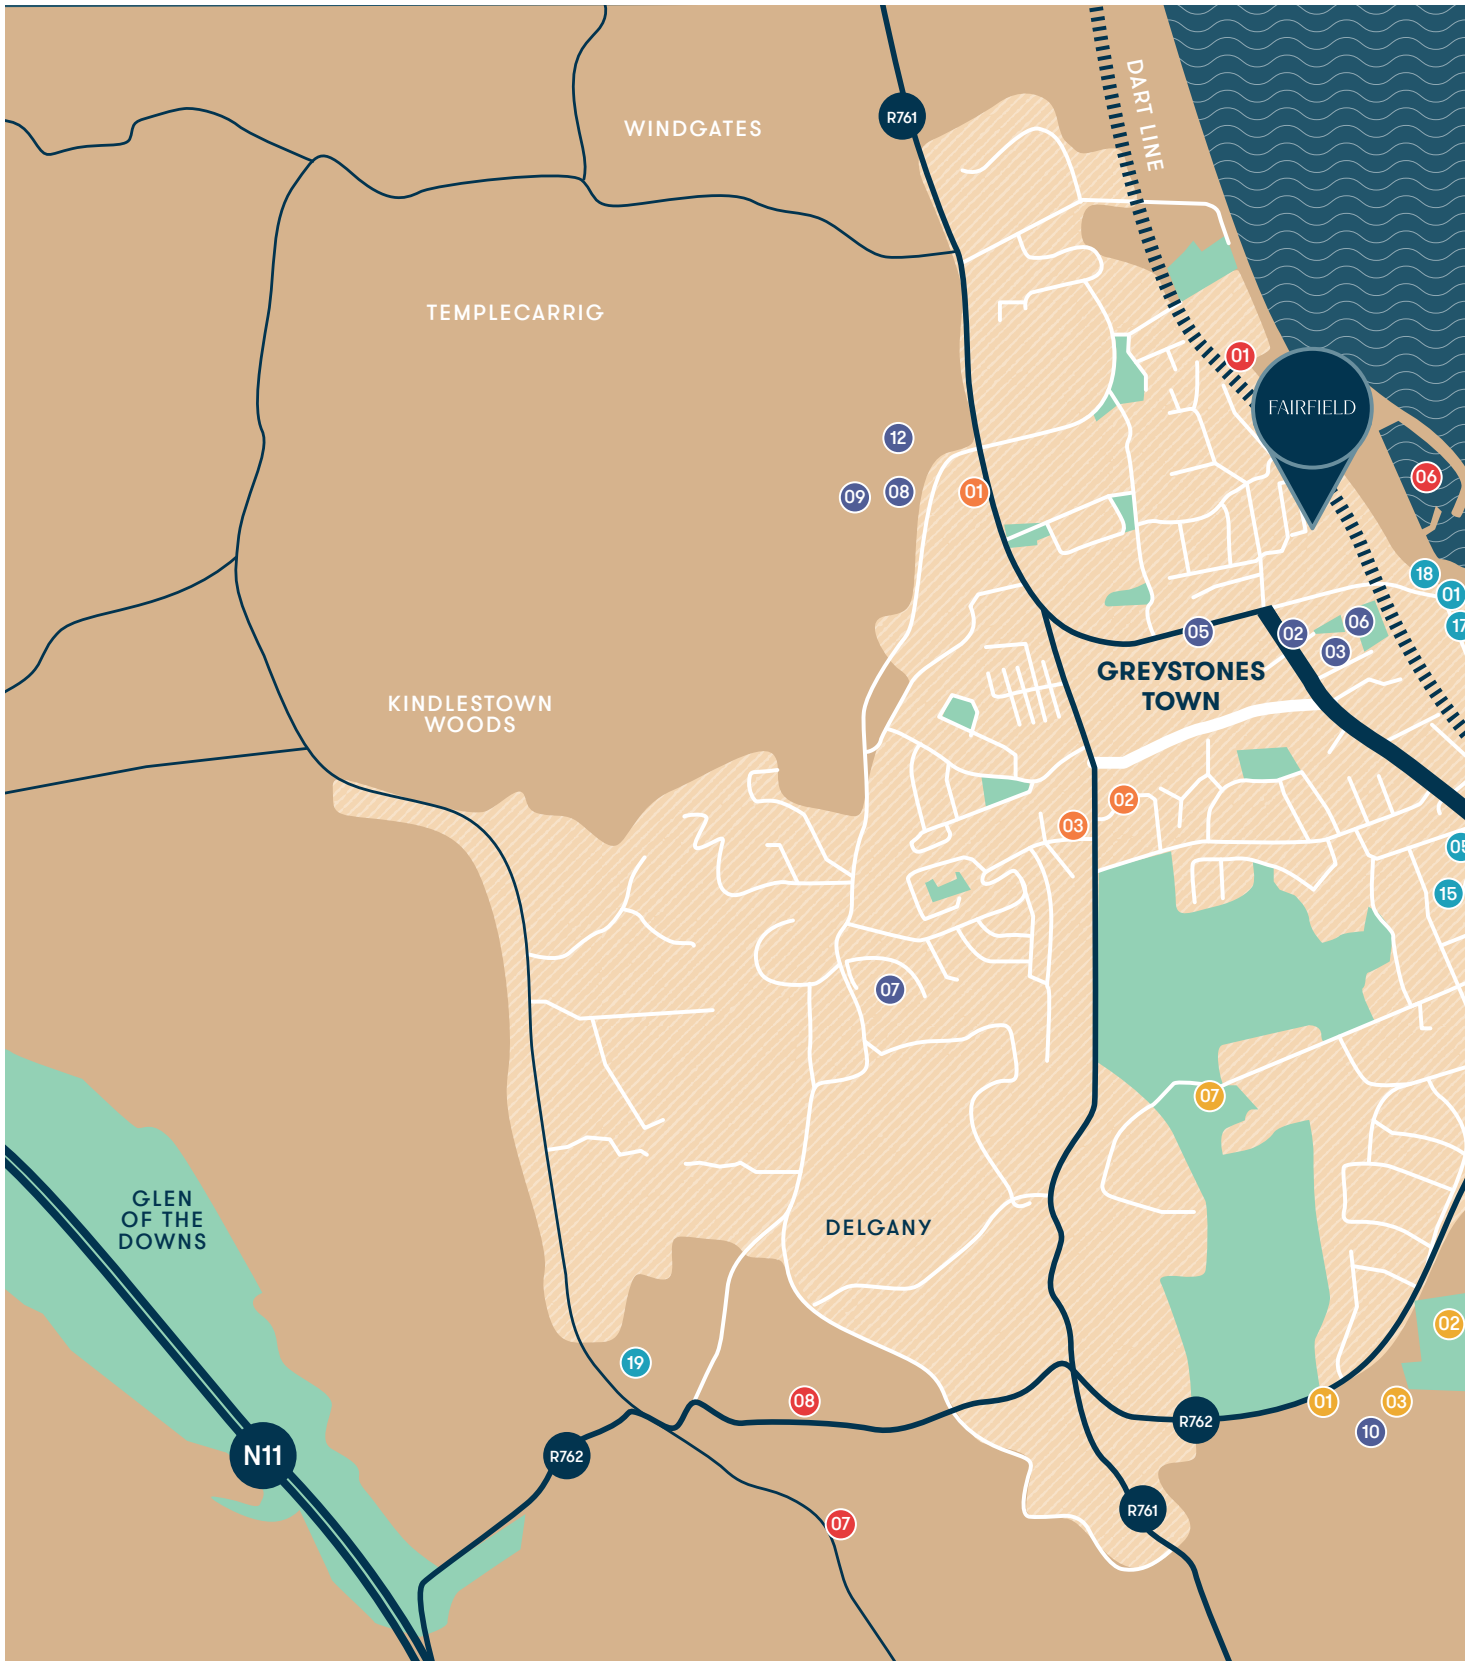 DART LINE
R761
WINDGATES
TEMPLECARRIG
01
FAIRFIELD
12
09
08
01
06
18
01
17
05
02
06
03
GREYSTONES
TOWN
KINDLESTOWN
WOODS
02
03
05
15
07
07
GLEN
OF THE
DOWNS
DELGANY
02
19
08
01
03
R762
10
N11
R762
R761
07